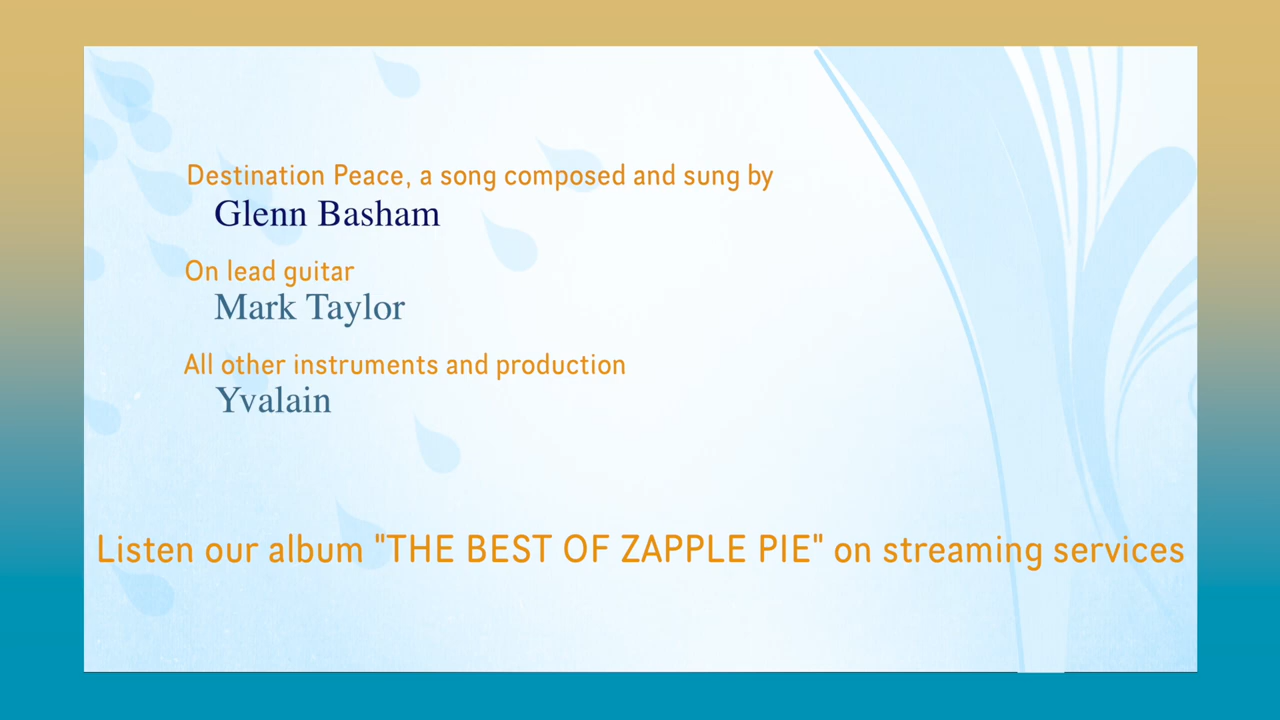 Destination Peace, a song composed and sung by
Glenn Basham
On lead guitar
Mark Taylor
All other instruments and production
Yvalain
Listen our album "THE BEST OF ZAPPLE PIE" on streaming services